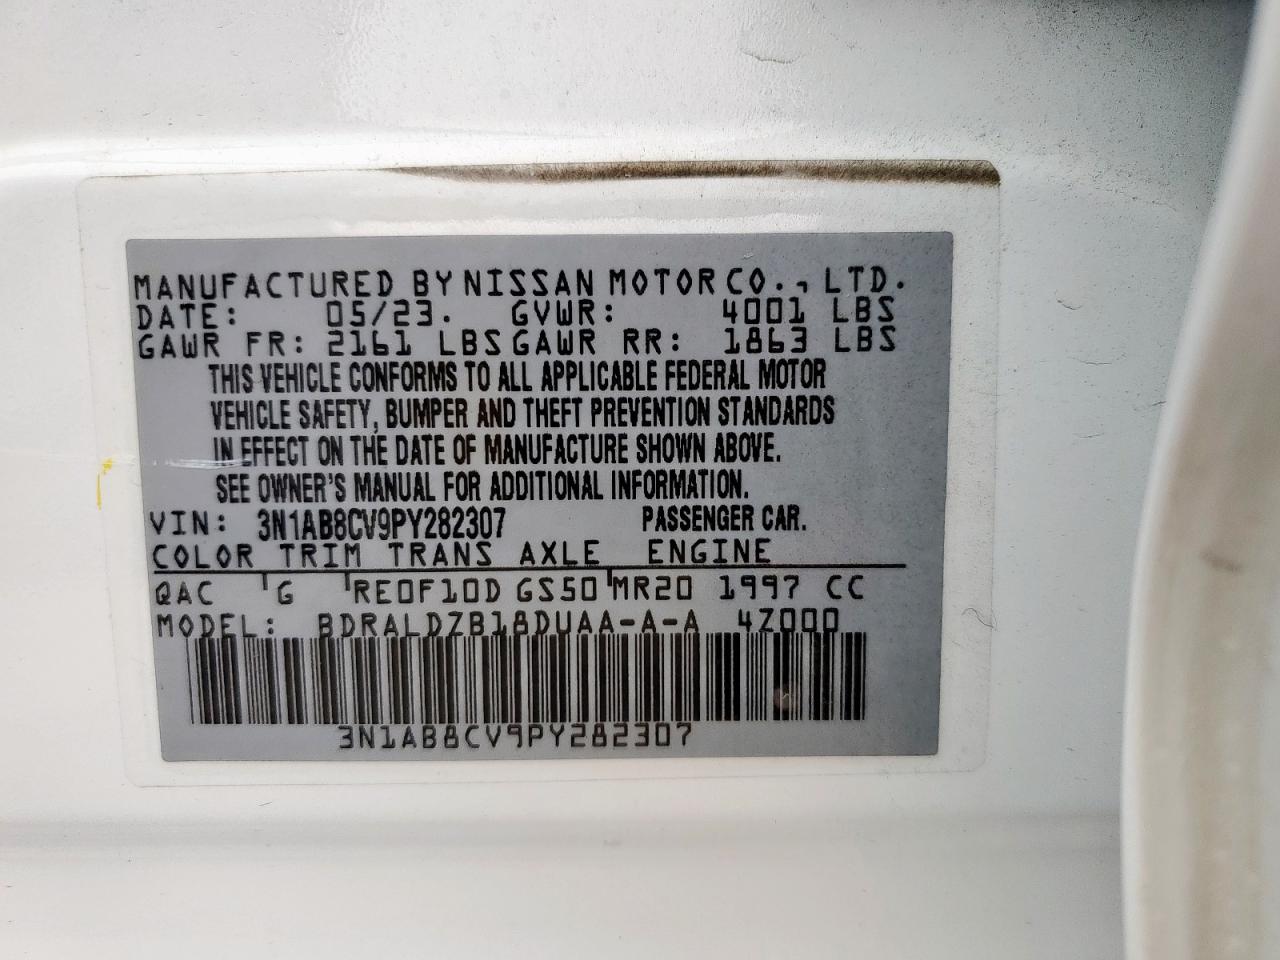 MANUFACTURED BY NISSAN MOTOR CO., LTD.
DATE: 05/23. GVWR: 4001 LBS
GAWR FR: 2161 LBS GAWR RR: 1863 LBS
THIS VEHICLE CONFORMS TO ALL APPLICABLE FEDERAL MOTOR
VEHICLE SAFETY, BUMPER AND THEFT PREVENTION STANDARDS
IN EFFECT ON THE DATE OF MANUFACTURE SHOWN ABOVE.
SEE OWNER'S MANUAL FOR ADDITIONAL INFORMATION.
VIN: 3N1AB8CV9PY282307 PASSENGER CAR.
COLOR TRIM TRANS AXLE ENGINE
QAC G RE0F10D GS50 MR20 1997 CC
MODEL: BDRALDZB18DUAA-A-A 4Z000
3N1AB8CV9PY282307